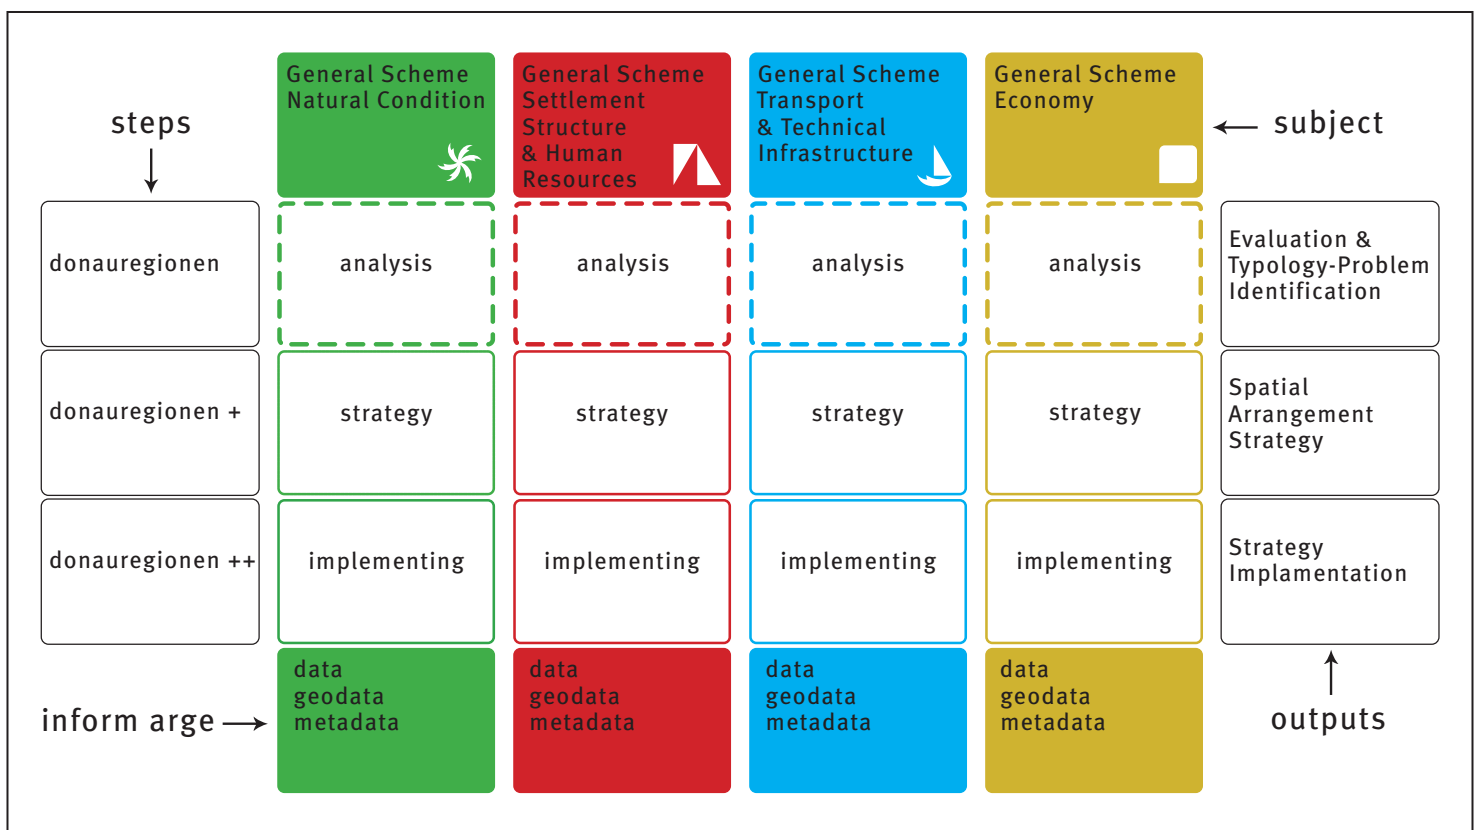 steps
General Scheme
Natural Condition
General Scheme
Settlement
Structure
& Human
Resources
General Scheme
Transport
& Technical
Infrastructure
General Scheme
Economy
subject
donauregionen
analysis
analysis
analysis
analysis
Evaluation &
Typology-Problem
Identification
donauregionen +
strategy
strategy
strategy
strategy
Spatial
Arrangement
Strategy
donauregionen ++
implementing
implementing
implementing
implementing
Strategy
Implamentation
inform arge
data
geodata
metadata
data
geodata
metadata
data
geodata
metadata
data
geodata
metadata
outputs